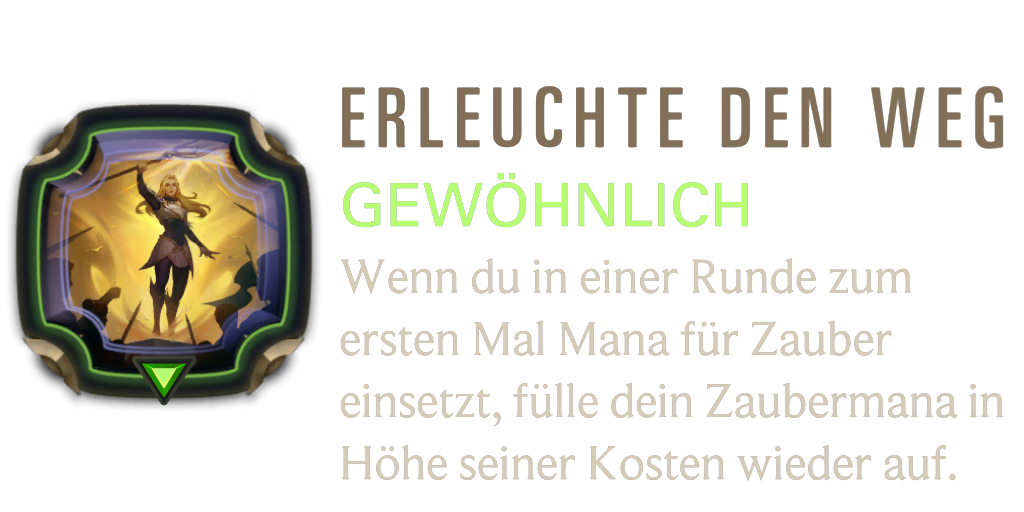 ERLEUCHTE DEN WEG
GEWÖHNLICH
Wenn du in einer Runde zum
ersten Mal Mana für Zauber
einsetzt, fülle dein Zaubermana in
Höhe seiner Kosten wieder auf.